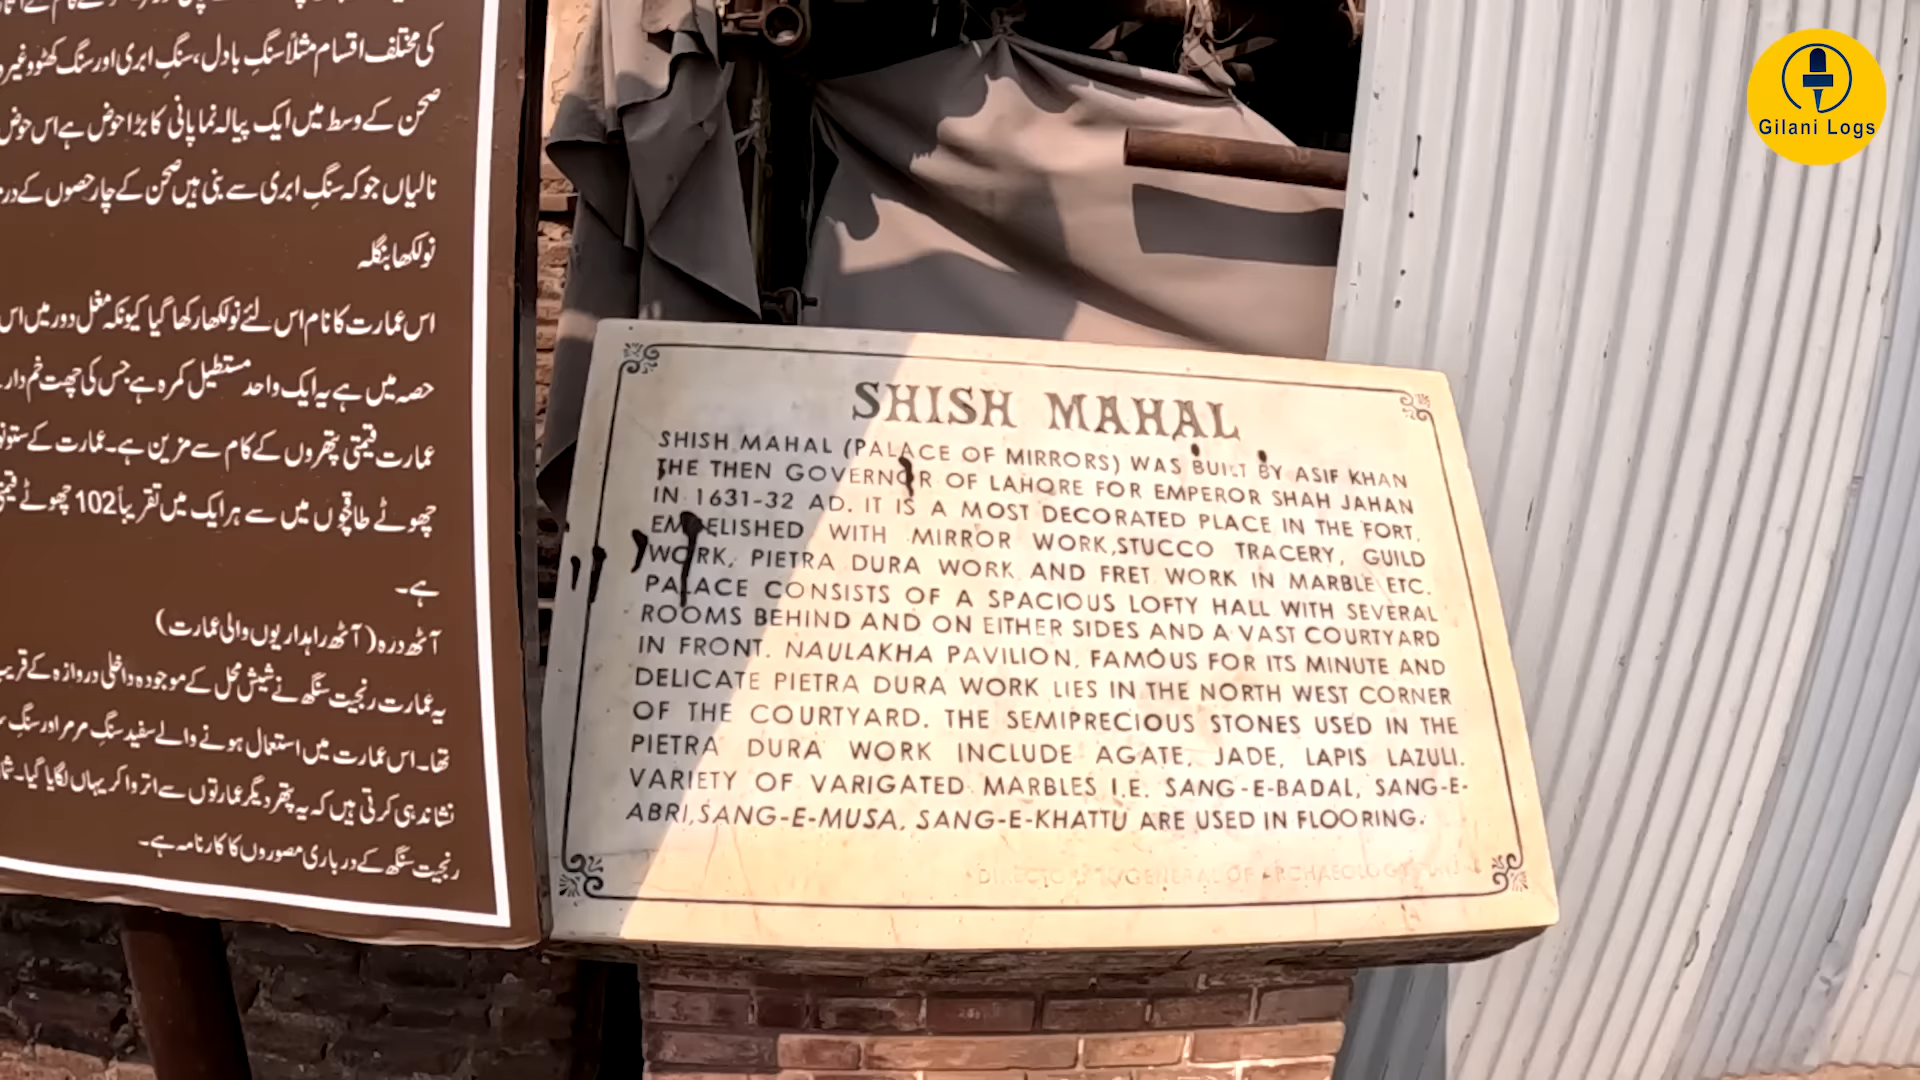 کی مختلف اقسام مثلاً سنگِ بادل، سنگِ ابری اور سنگ کھٹو وغیرہ
صحن کے وسط میں ایک پیالہ نما پانی کا بڑا حوض ہے اس حوض
نالیاں جو کہ سنگِ ابری سے بنی ہیں صحن کے چار حصوں کے
نولکھا بنگلہ
اس عمارت کا نام اس لئے نولکھا رکھا گیا کیونکہ مغل دور میں اس
حصہ میں ہے یہ ایک واحد مستطیل کمرہ ہے جس کی چھت خم دار
عمارت قیمتی پتھروں کے کام سے مزین ہے۔ عمارت کے
چھوٹے طاقچوں میں سے ہر ایک میں تقریباً 102 چھوٹے
ہے۔
آٹھ درہ (آٹھ راہداریوں والی عمارت)
یہ عمارت رنجیت سنگھ نے شیش محل کے موجودہ داخلی دروازہ کے
تھا۔ اس عمارت میں استعمال ہونے والے سفید سنگِ مرمر اور سنگِ
نشاندہی کرتی ہیں کہ یہ پتھر دیگر عمارتوں سے اتروا کر یہاں لگایا گیا۔
رنجیت سنگھ کے درباری مصوروں کا کارنامہ ہے۔
SHISH MAHAL
SHISH MAHAL (PALACE OF MIRRORS) WAS BUILT BY ASIF KHAN
THE THEN GOVERNOR OF LAHORE FOR EMPEROR SHAH JAHAN
IN 1631-32 AD. IT IS A MOST DECORATED PLACE IN THE FORT.
EMBELISHED WITH MIRROR WORK,STUCCO TRACERY, GUILD
WORK, PIETRA DURA WORK AND FRET WORK IN MARBLE ETC.
PALACE CONSISTS OF A SPACIOUS LOFTY HALL WITH SEVERAL
ROOMS BEHIND AND ON EITHER SIDES AND A VAST COURTYARD
IN FRONT. NAULAKHA PAVILION, FAMOUS FOR ITS MINUTE AND
DELICATE PIETRA DURA WORK LIES IN THE NORTH WEST CORNER
OF THE COURTYARD. THE SEMIPRECIOUS STONES USED IN THE
PIETRA DURA WORK INCLUDE AGATE, JADE, LAPIS LAZULI.
VARIETY OF VARIGATED MARBLES I.E. SANG-E-BADAL, SANG-E-
ABRI,SANG-E-MUSA, SANG-E-KHATTU ARE USED IN FLOORING.
GENERAL OF ARCHAEOLOGY
Gilani Logs